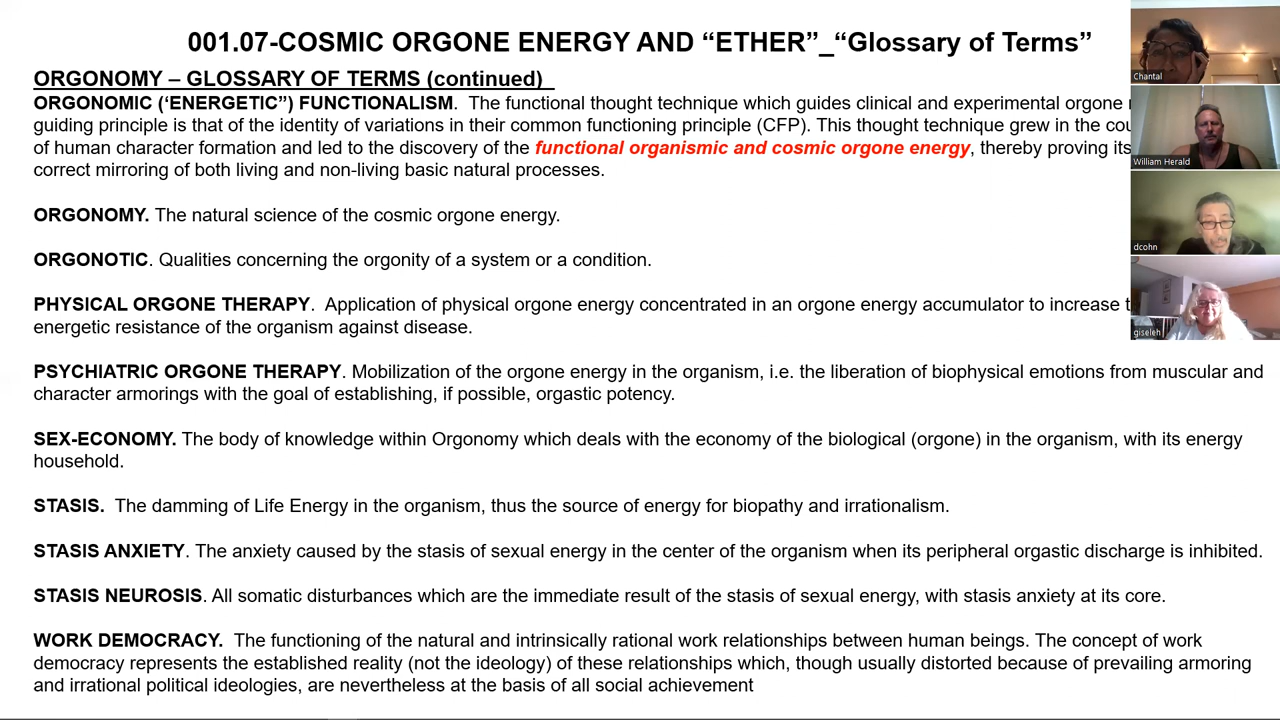 001.07-COSMIC ORGONE ENERGY AND “ETHER”_“Glossary of Terms”
ORGONOMY – GLOSSARY OF TERMS (continued)
ORGONOMIC (‘ENERGETIC”) FUNCTIONALISM. The functional thought technique which guides clinical and experimental orgone
guiding principle is that of the identity of variations in their common functioning principle (CFP). This thought technique grew in the
of human character formation and led to the discovery of the functional organismic and cosmic orgone energy, thereby proving its
correct mirroring of both living and non-living basic natural processes.
ORGONOMY. The natural science of the cosmic orgone energy.
ORGONOTIC. Qualities concerning the orgonity of a system or a condition.
PHYSICAL ORGONE THERAPY. Application of physical orgone energy concentrated in an orgone energy accumulator to increase
energetic resistance of the organism against disease.
PSYCHIATRIC ORGONE THERAPY. Mobilization of the orgone energy in the organism, i.e. the liberation of biophysical emotions from muscular and
character armorings with the goal of establishing, if possible, orgastic potency.
SEX-ECONOMY. The body of knowledge within Orgonomy which deals with the economy of the biological (orgone) in the organism, with its energy
household.
STASIS. The damming of Life Energy in the organism, thus the source of energy for biopathy and irrationalism.
STASIS ANXIETY. The anxiety caused by the stasis of sexual energy in the center of the organism when its peripheral orgastic discharge is inhibited.
STASIS NEUROSIS. All somatic disturbances which are the immediate result of the stasis of sexual energy, with stasis anxiety at its core.
WORK DEMOCRACY. The functioning of the natural and intrinsically rational work relationships between human beings. The concept of work
democracy represents the established reality (not the ideology) of these relationships which, though usually distorted because of prevailing armoring
and irrational political ideologies, are nevertheless at the basis of all social achievement
Chantal
William Herald
dcohn
giseleh